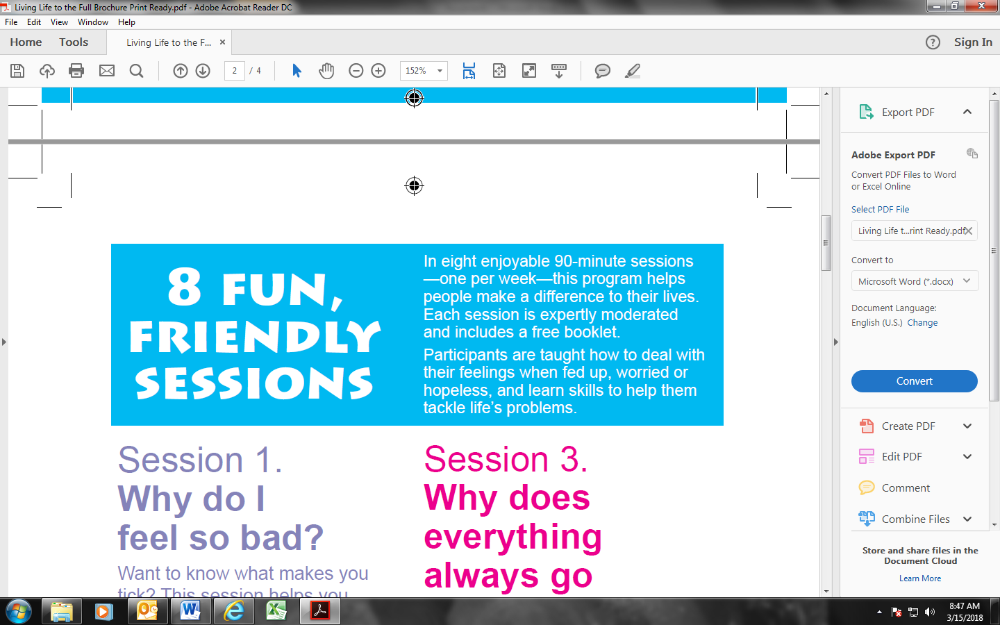 Living Life to the Full Brochure Print Ready.pdf - Adobe Acrobat Reader DC
File Edit View Window Help
Home Tools Living Life to the F... × Sign In
2 / 4 152%
8 FUN,
FRIENDLY
SESSIONS
In eight enjoyable 90-minute sessions
—one per week—this program helps
people make a difference to their lives.
Each session is expertly moderated
and includes a free booklet.
Participants are taught how to deal with
their feelings when fed up, worried or
hopeless, and learn skills to help them
tackle life's problems.
Session 1.
Why do I
feel so bad?
Want to know what makes you
tick? This session helps you
Session 3.
Why does
everything
always go
Export PDF
Adobe Export PDF
Convert PDF Files to Word
or Excel Online
Select PDF File
Living Life t...rint Ready.pdf
Convert to
Microsoft Word (*.docx)
Document Language:
English (U.S.) Change
Convert
Create PDF
Edit PDF
Comment
Combine Files
Store and share files in the
Document Cloud
Learn More
8:47 AM
3/15/2018